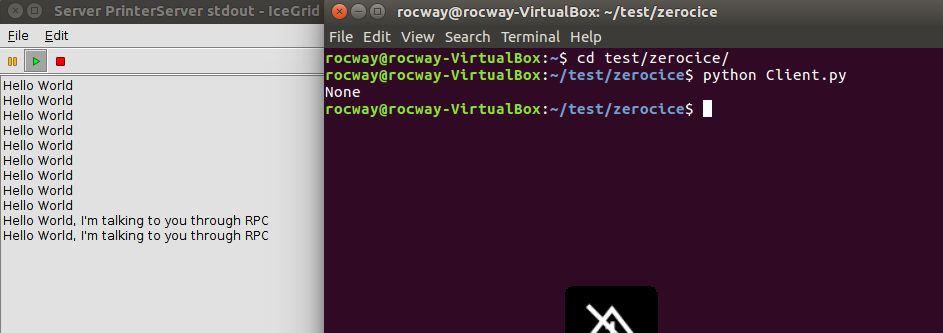 Server PrinterServer stdout - IceGrid
File Edit
Hello World
Hello World
Hello World
Hello World
Hello World
Hello World
Hello World
Hello World
Hello World
Hello World, I'm talking to you through RPC
Hello World, I'm talking to you through RPC
rocway@rocway-VirtualBox: ~/test/zerocice
File Edit View Search Terminal Help
rocway@rocway-VirtualBox:~$ cd test/zerocice/
rocway@rocway-VirtualBox:~/test/zerocice$ python Client.py
None
rocway@rocway-VirtualBox:~/test/zerocice$